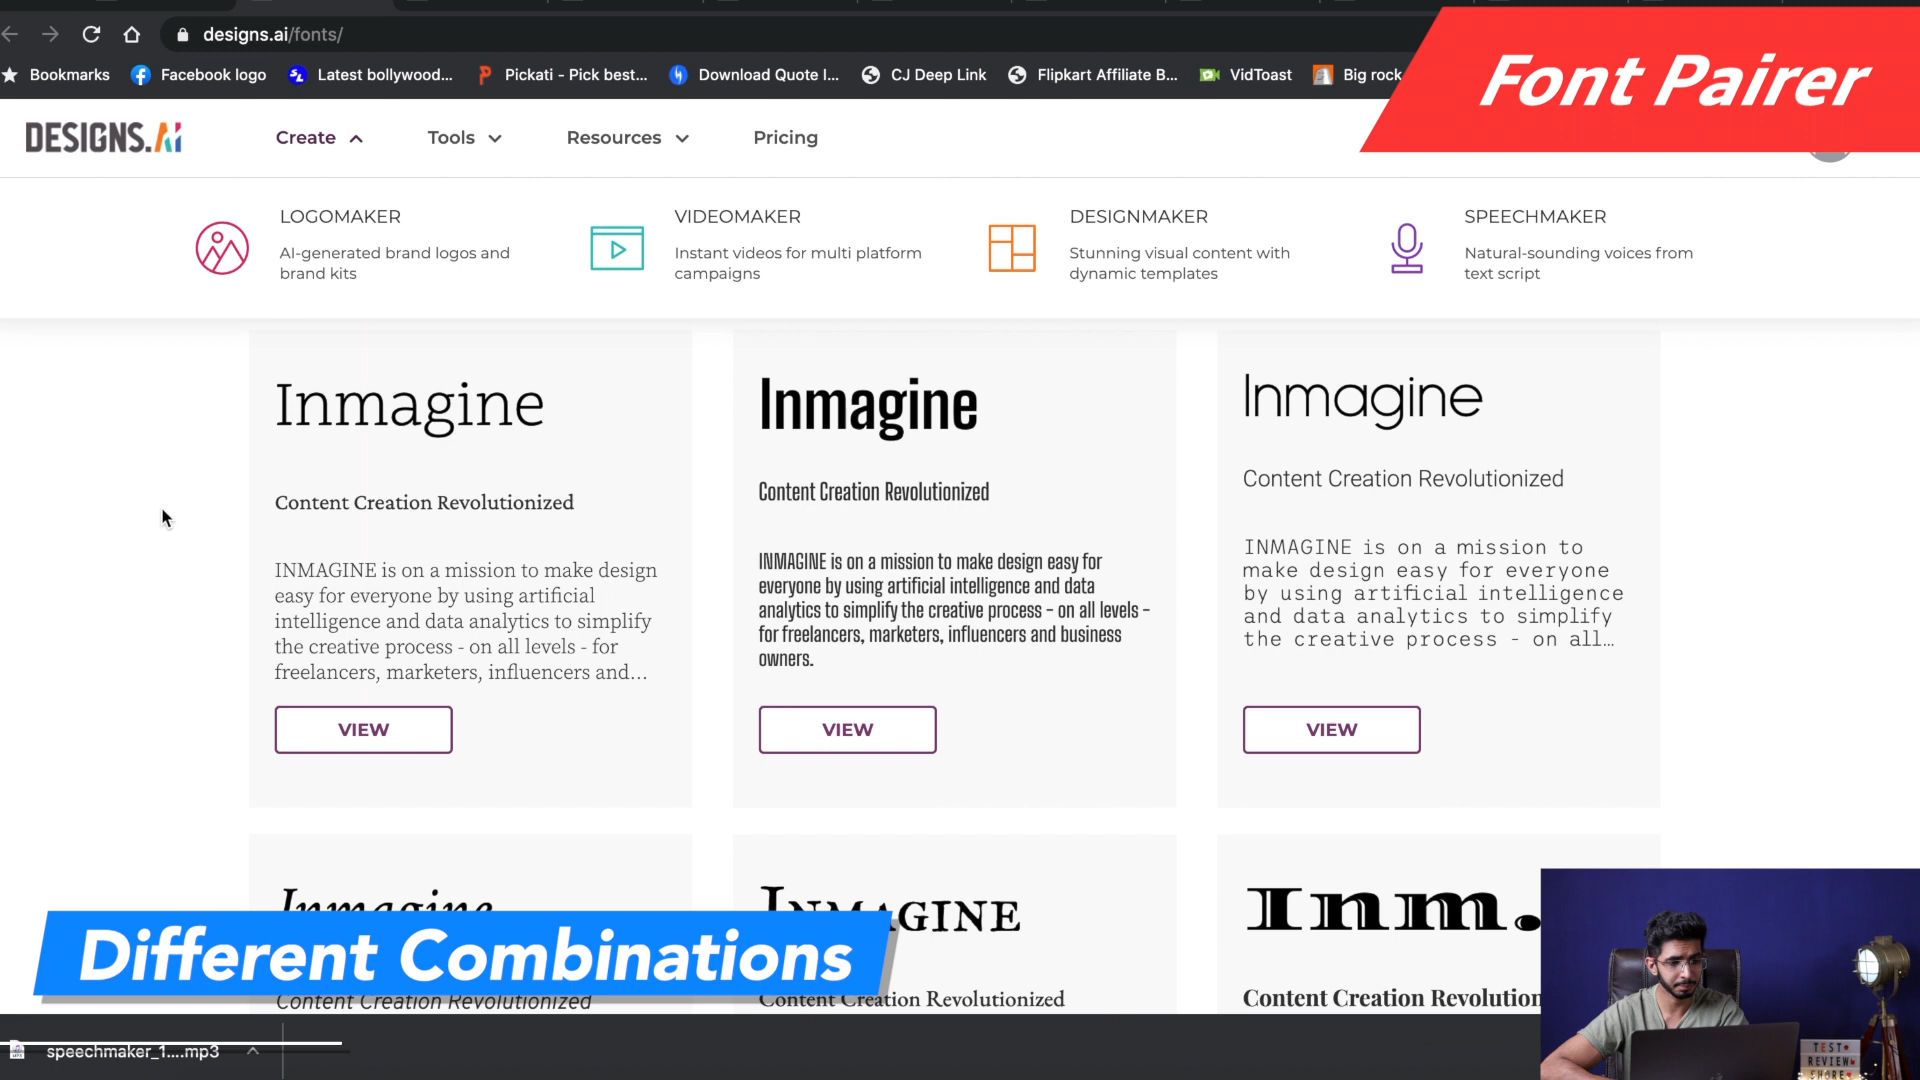 designs.ai/fonts/
Font Pairer
Bookmarks
Facebook logo
Latest bollywood...
Pickati - Pick best...
Download Quote I...
CJ Deep Link
Flipkart Affiliate B...
VidToast
Big rock
DESIGNS.AI
Create
Tools
Resources
Pricing
LOGOMAKER
AI-generated brand logos and
brand kits
VIDEOMAKER
Instant videos for multi platform
campaigns
DESIGNMAKER
Stunning visual content with
dynamic templates
SPEECHMAKER
Natural-sounding voices from
text script
Inmagine
Content Creation Revolutionized
INMAGINE is on a mission to make design
easy for everyone by using artificial
intelligence and data analytics to simplify
the creative process - on all levels - for
freelancers, marketers, influencers and...
VIEW
Inmagine
Content Creation Revolutionized
INMAGINE is on a mission to make design easy for
everyone by using artificial intelligence and data
analytics to simplify the creative process - on all levels -
for freelancers, marketers, influencers and business
owners.
VIEW
Inmagine
Content Creation Revolutionized
INMAGINE is on a mission to
make design easy for everyone
by using artificial intelligence
and data analytics to simplify
the creative process - on all...
VIEW
Inmagine
Content Creation Revolutionized
INMAGINE
Content Creation Revolutionized
Inm.
Content Creation Revolution
Different Combinations
speechmaker_1....mp3
TEST
REVIEW
SHARE